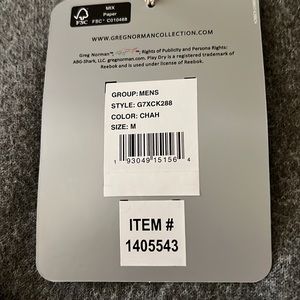 FSC
MIX
Paper
FSC® C010468
WWW.GREGNORMANCOLLECTION.COM
Greg Norman, Rights of Publicity and Persona Rights:
ABG-Shark, LLC. gregnorman.com. Play Dry is a registered trademark of
Reebok and is used under license of Reebok.
GROUP:MENS
STYLE: G7XCK288
COLOR: CHAH
SIZE: M
1 93049 15156 4
ITEM #
1405543